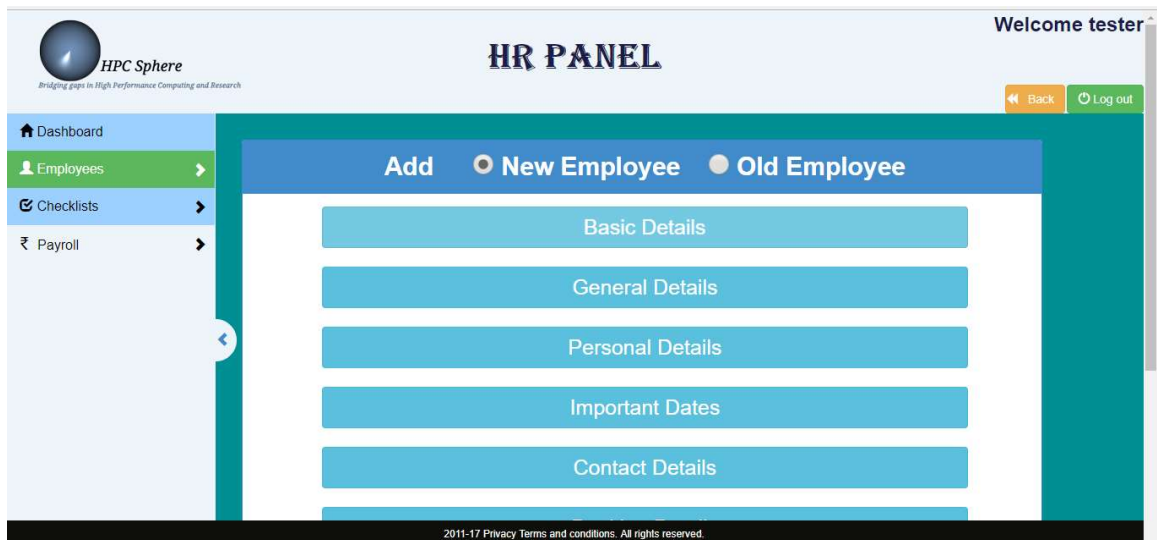 Welcome tester
HPC Sphere
Bridging gaps in High Performance Computing and Research
HR PANEL
Back
Log out
Dashboard
Employees
Checklists
₹ Payroll
Add New Employee Old Employee
Basic Details
General Details
Personal Details
Important Dates
Contact Details
2011-17 Privacy Terms and conditions. All rights reserved.